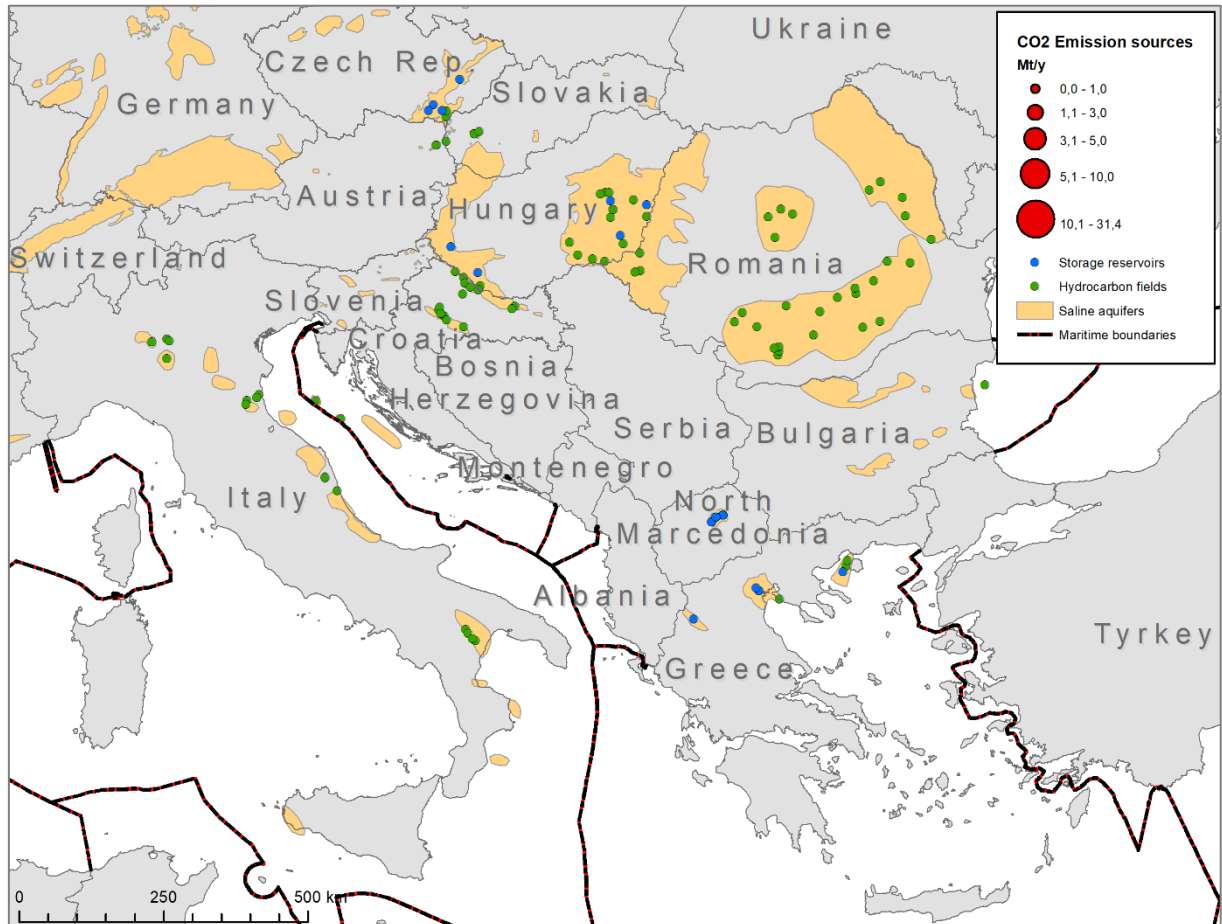 Ukraine
Czech Rep.
Slovakia
Germany
Austria
Hungary
Switzerland
Romania
Slovenia
Croatia
Bosnia-
Herzegovina
Serbia
Bulgaria
Montenegro
Italy
North
Marcedonia
Albania
Tyrkey
Greece
0 250 500 km
CO2 Emission sources
Mt/y
0,0 - 1,0
1,1 - 3,0
3,1 - 5,0
5,1 - 10,0
10,1 - 31,4
Storage reservoirs
Hydrocarbon fields
Saline aquifers
Maritime boundaries